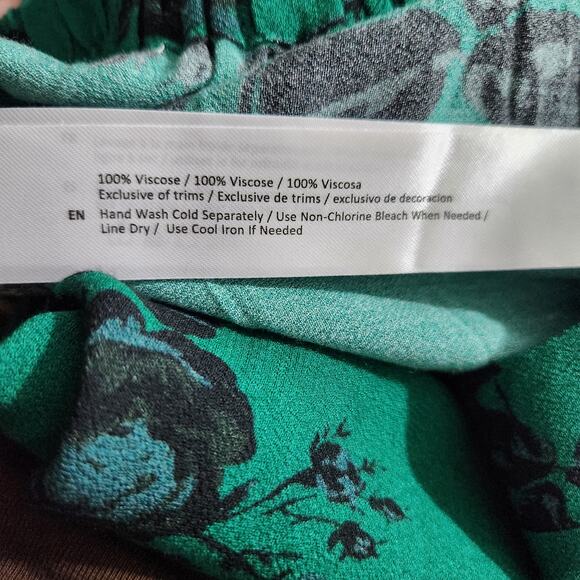 100% Viscose / 100% Viscose / 100% Viscosa
Exclusive of trims / Exclusive de trims / exclusivo de decoracion
EN Hand Wash Cold Separately / Use Non-Chlorine Bleach When Needed /
Line Dry / Use Cool Iron If Needed